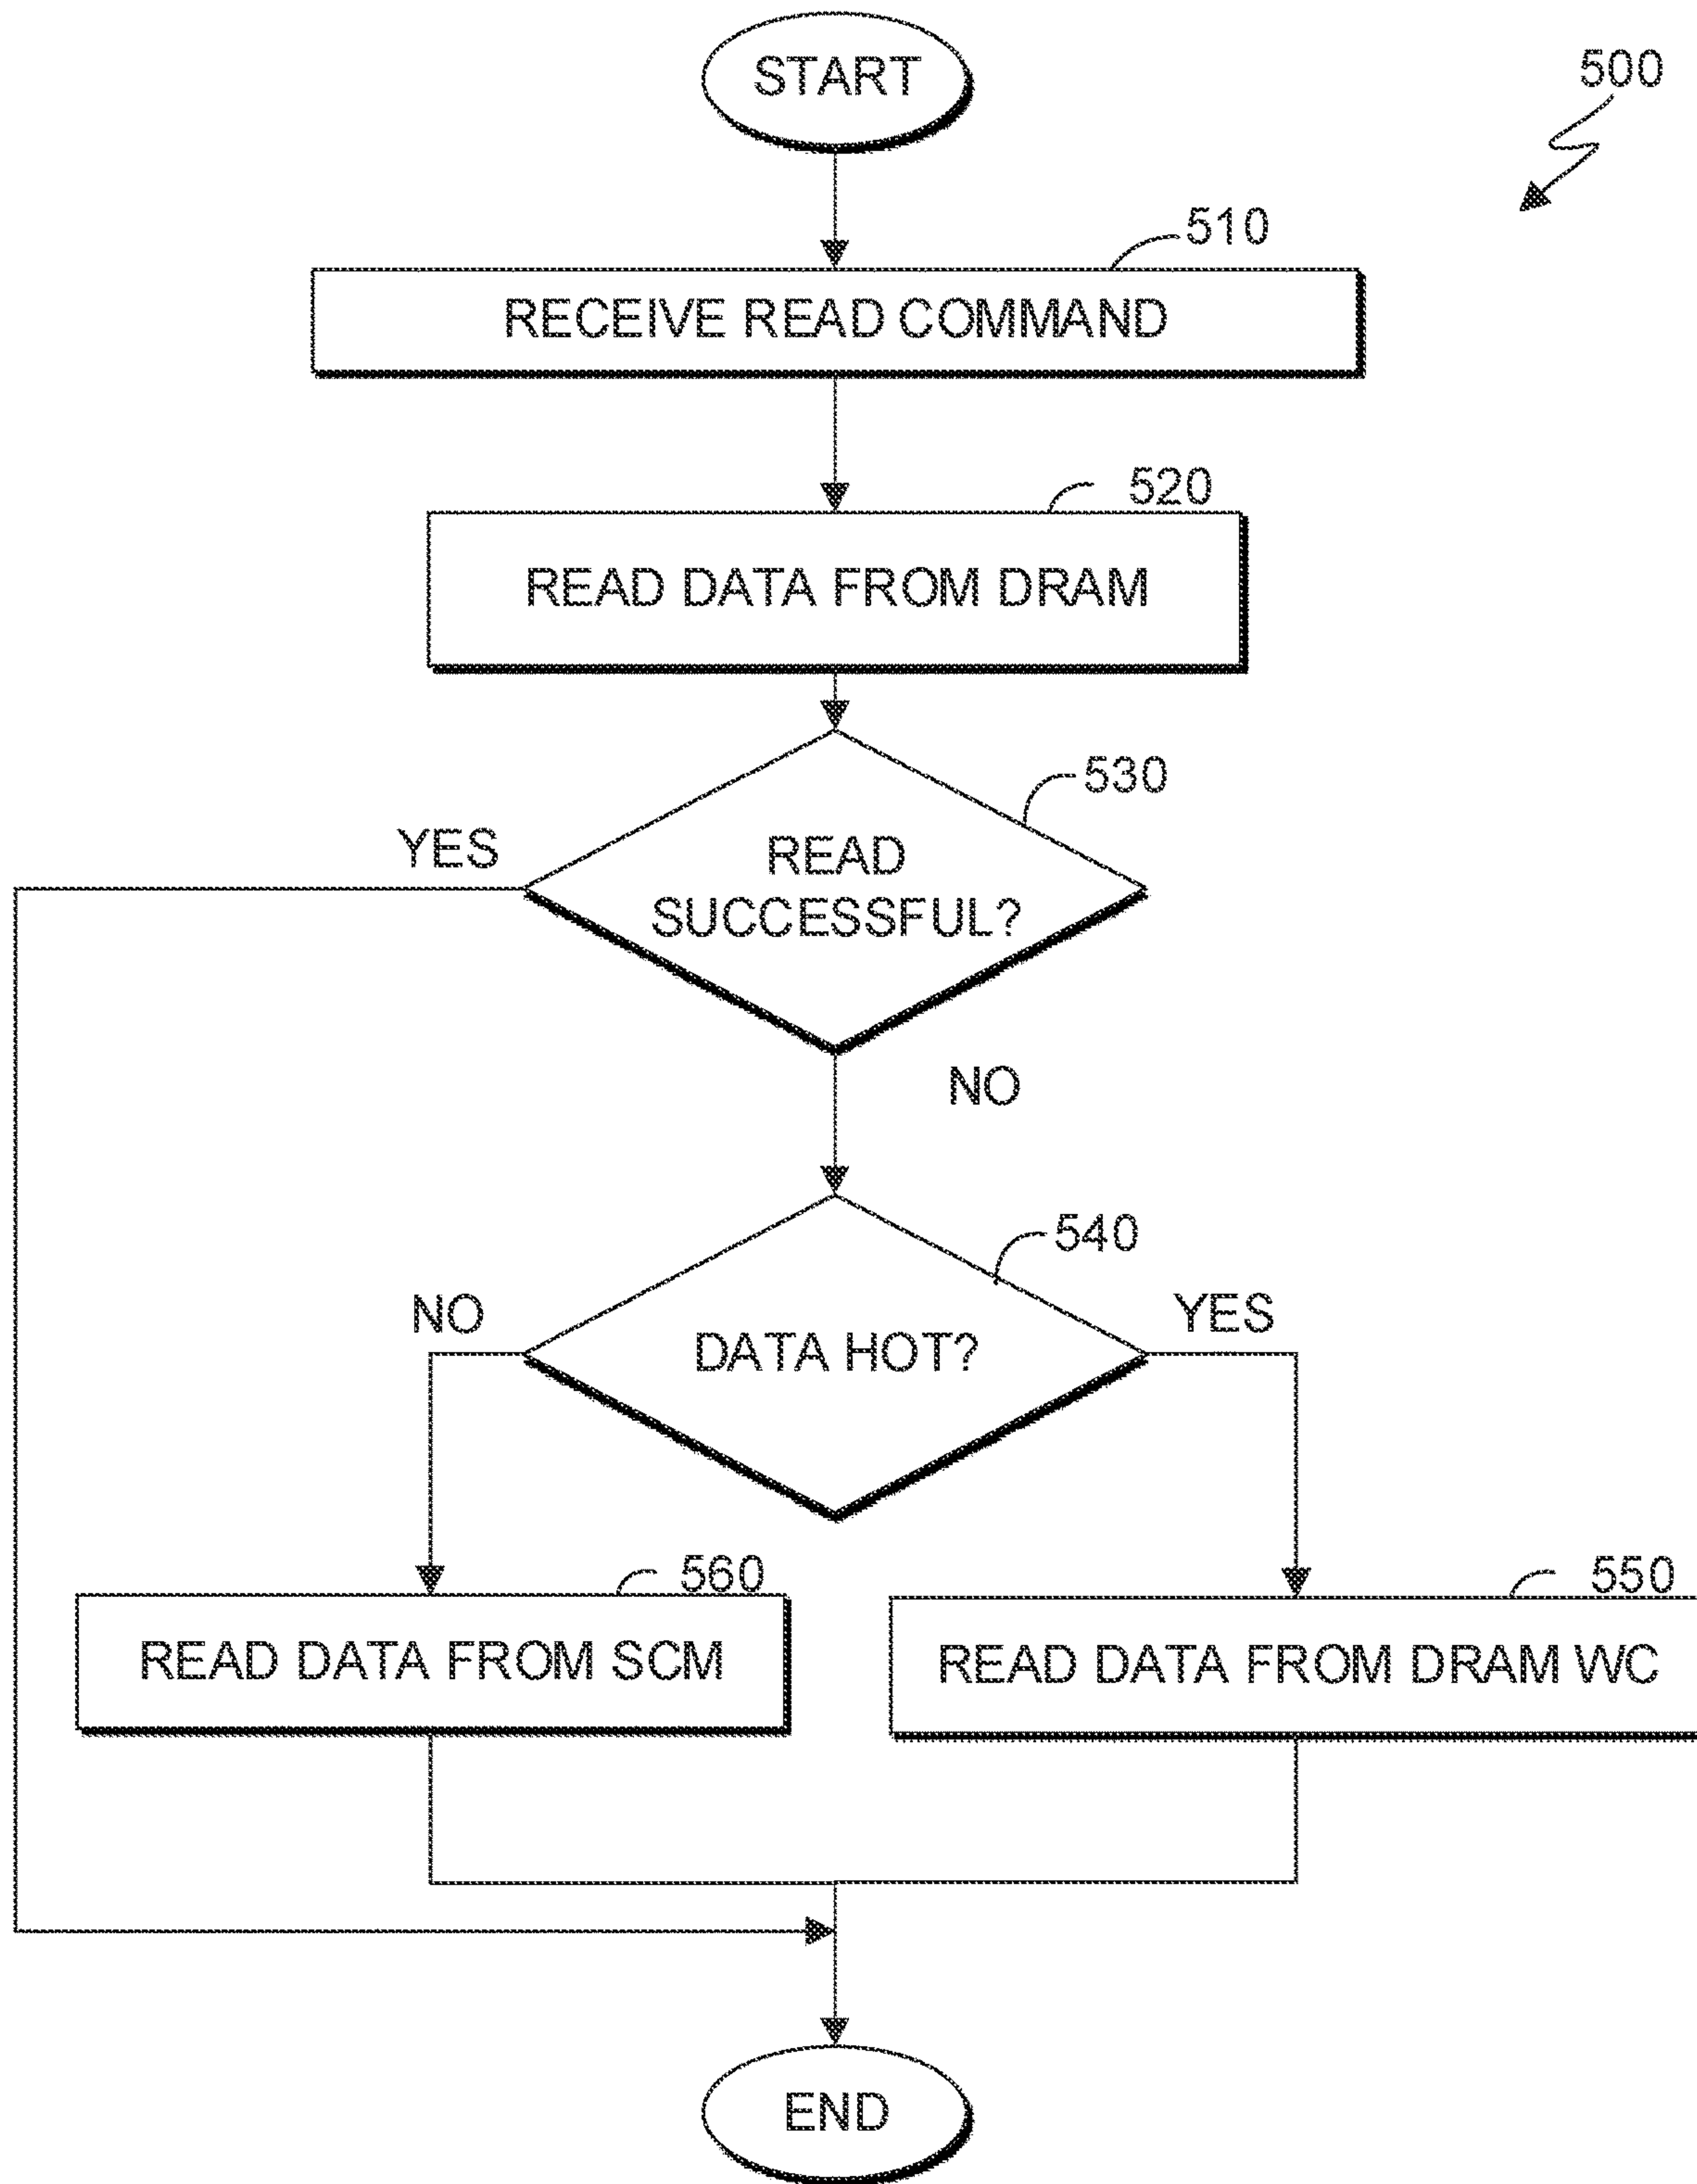 START
500
510
RECEIVE READ COMMAND
520
READ DATA FROM DRAM
530
YES
READ
SUCCESSFUL?
NO
540
NO
YES
DATA HOT?
560
550
READ DATA FROM SCM
READ DATA FROM DRAM WC
END